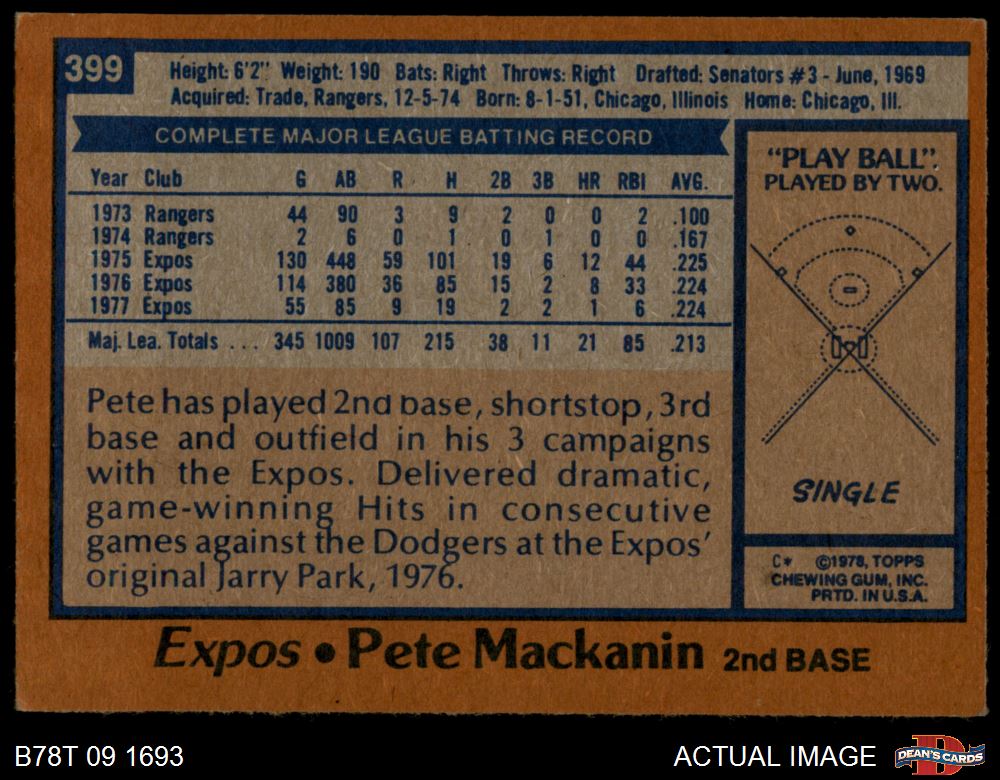 399
Height: 6'2" Weight: 190 Bats: Right Throws: Right Drafted: Senators #3 - June, 1969
Acquired: Trade, Rangers, 12-5-74 Born: 8-1-51, Chicago, Illinois Home: Chicago, Ill.
COMPLETE MAJOR LEAGUE BATTING RECORD
Year Club G AB R H 2B 3B HR RBI AVG.
1973 Rangers 44 90 3 9 2 0 0 2 .100
1974 Rangers 2 6 0 1 0 1 0 0 .167
1975 Expos 130 448 59 101 19 6 12 44 .225
1976 Expos 114 380 36 85 15 2 8 33 .224
1977 Expos 55 85 9 19 2 2 1 6 .224
Maj. Lea. Totals . . . 345 1009 107 215 38 11 21 85 .213
Pete has played 2nd base, shortstop, 3rd
base and outfield in his 3 campaigns
with the Expos. Delivered dramatic,
game-winning Hits in consecutive
games against the Dodgers at the Expos'
original Jarry Park, 1976.
"PLAY BALL".
PLAYED BY TWO.
SINGLE
C* ©1978, TOPPS
CHEWING GUM, INC.
PRTD. IN U.S.A.
Expos • Pete Mackanin 2nd BASE
B78T 09 1693
ACTUAL IMAGE
DEAN'S CARDS